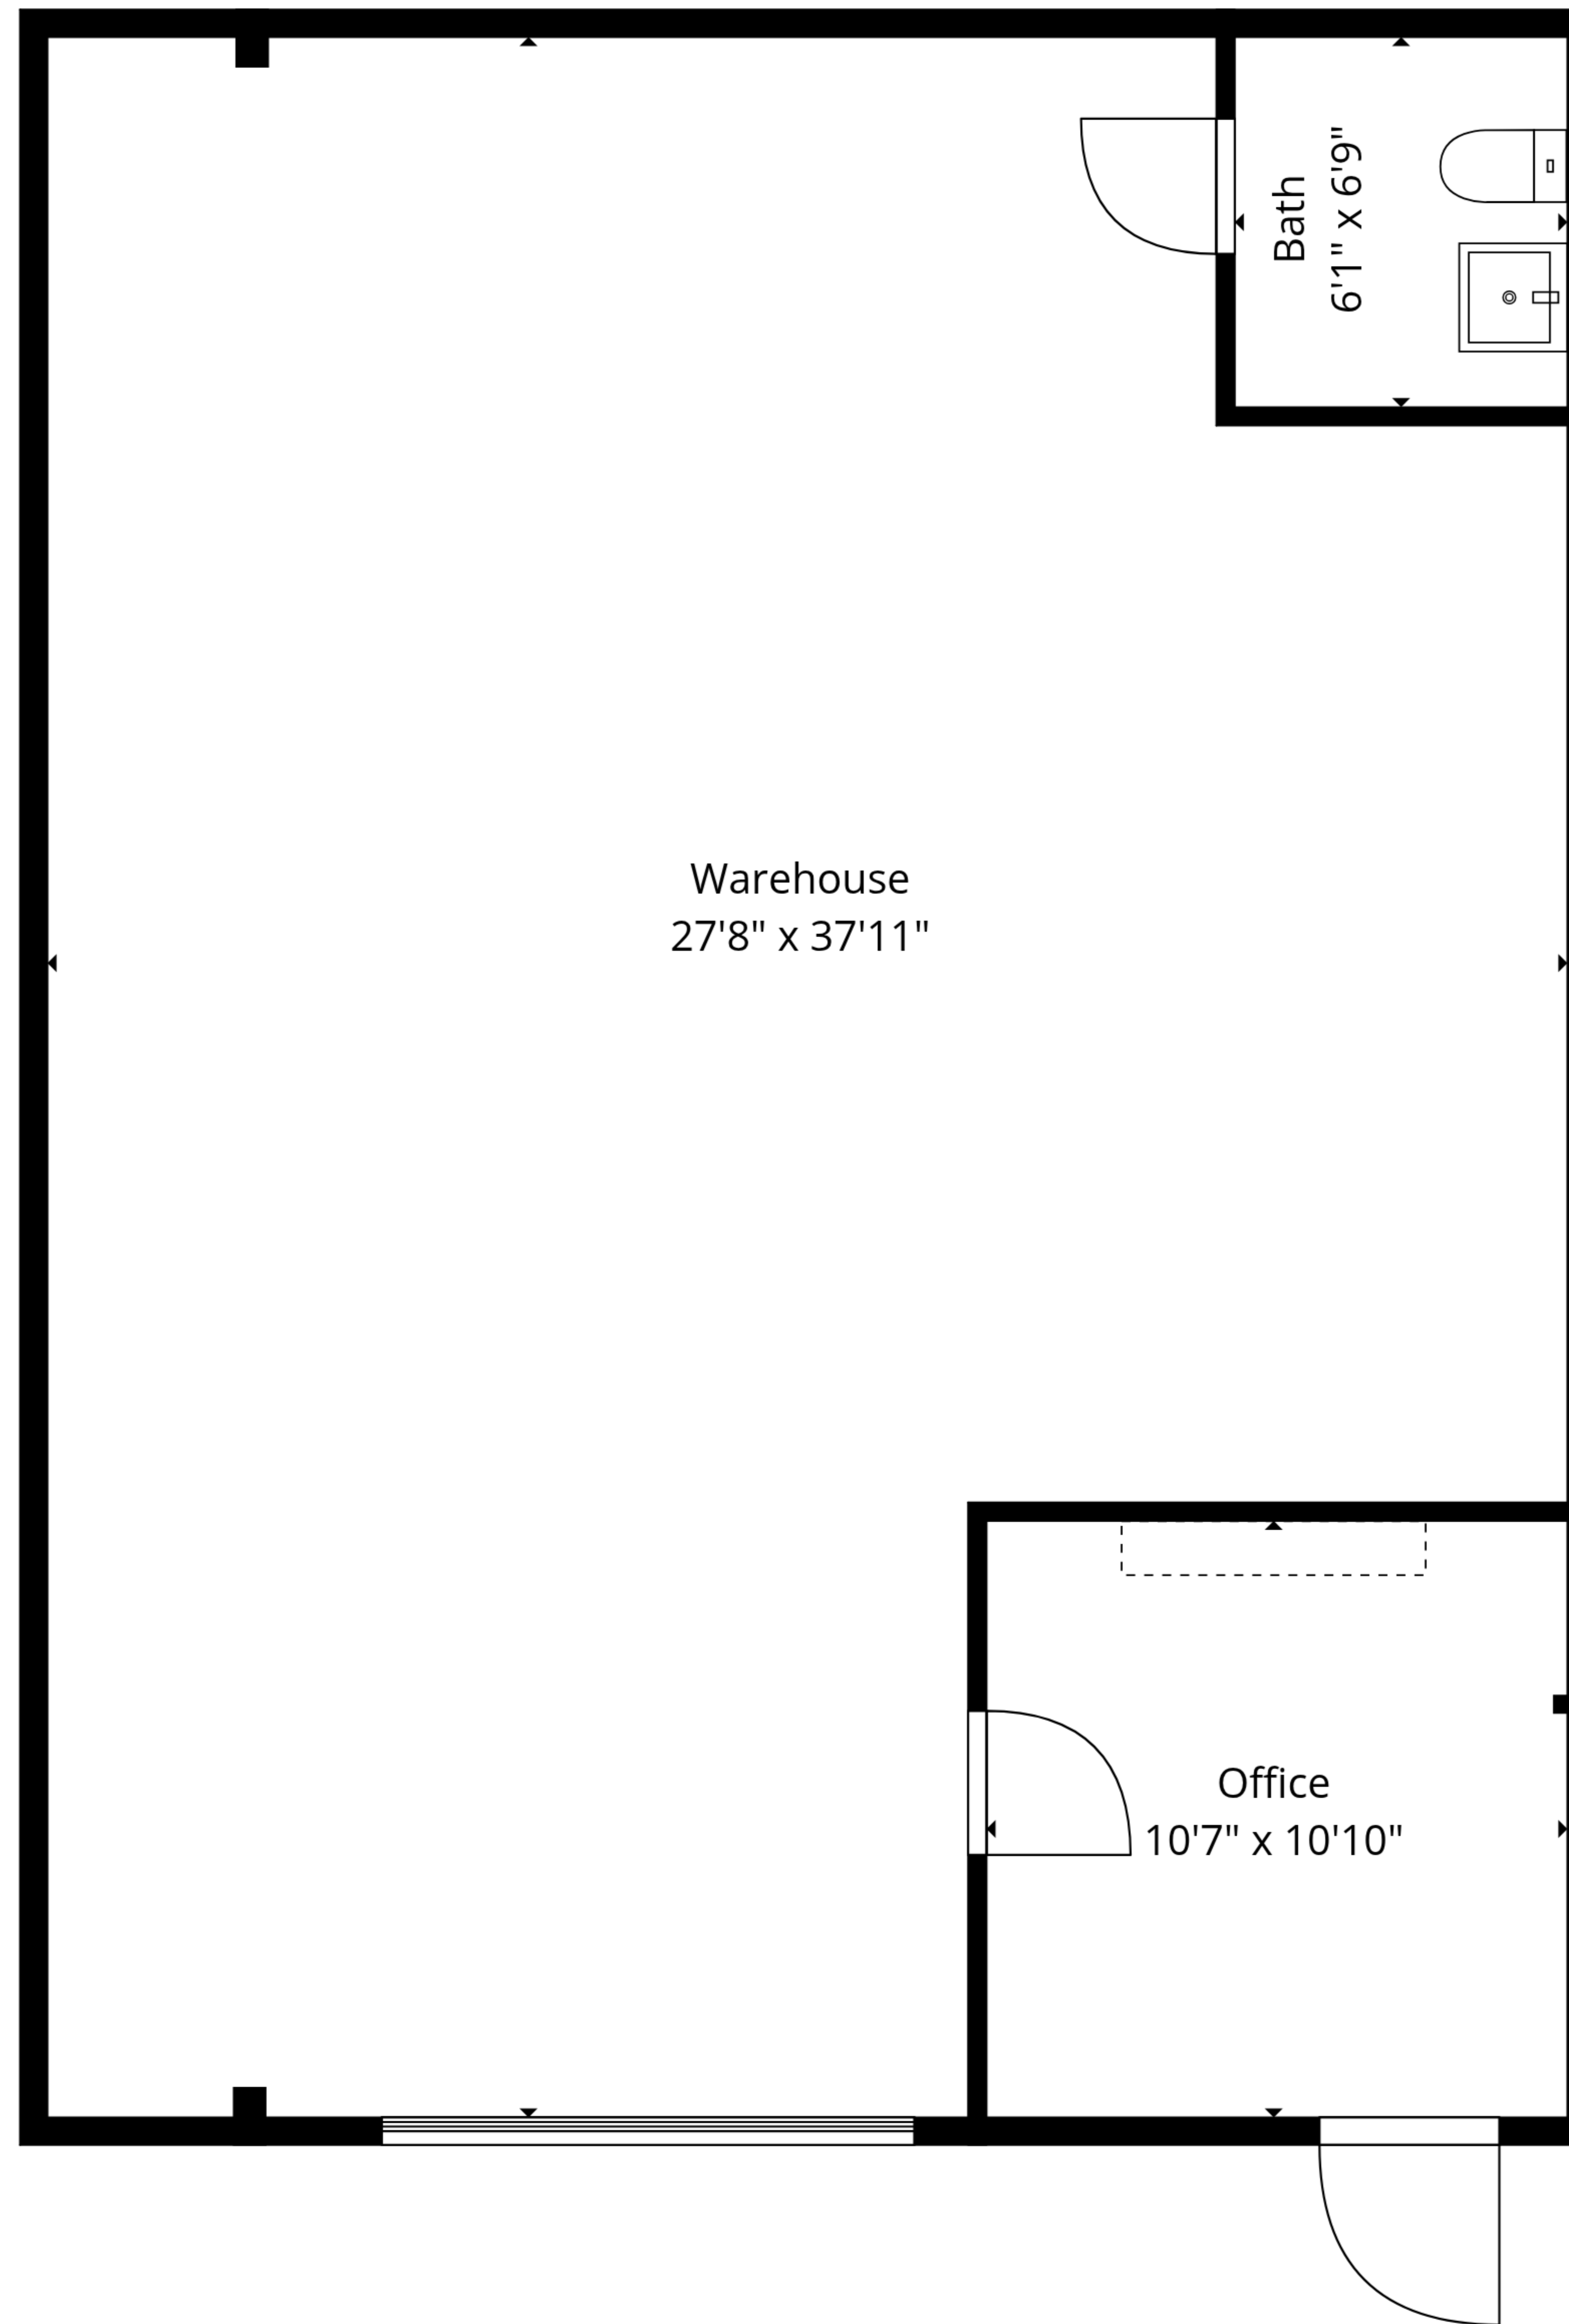 Bath
6'1" x 6'9"
Warehouse
27'8" x 37'11"
Office
10'7" x 10'10"